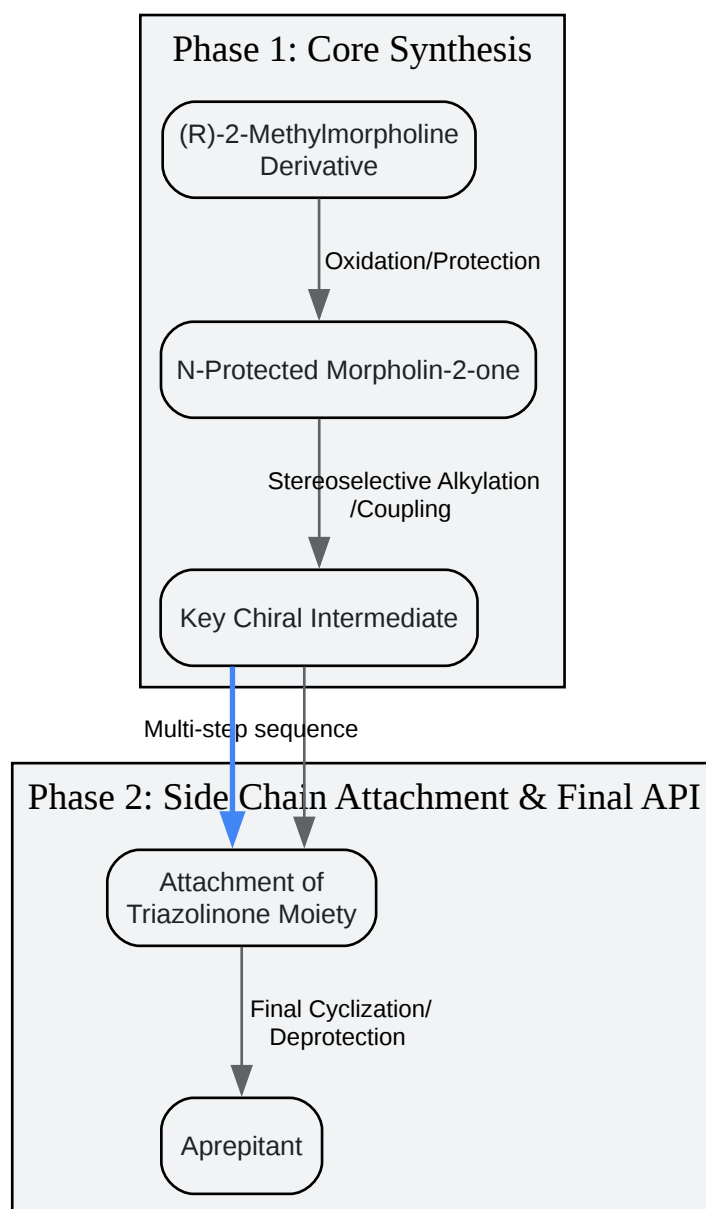 Phase 1: Core Synthesis
(R)-2-Methylmorpholine
Derivative
Oxidation/Protection
N-Protected Morpholin-2-one
Stereoselective Alkylation
/Coupling
Key Chiral Intermediate
Multi-step sequence
Phase 2: Side Chain Attachment & Final API
Attachment of
Triazolinone Moiety
Final Cyclization/
Deprotection
Aprepitant